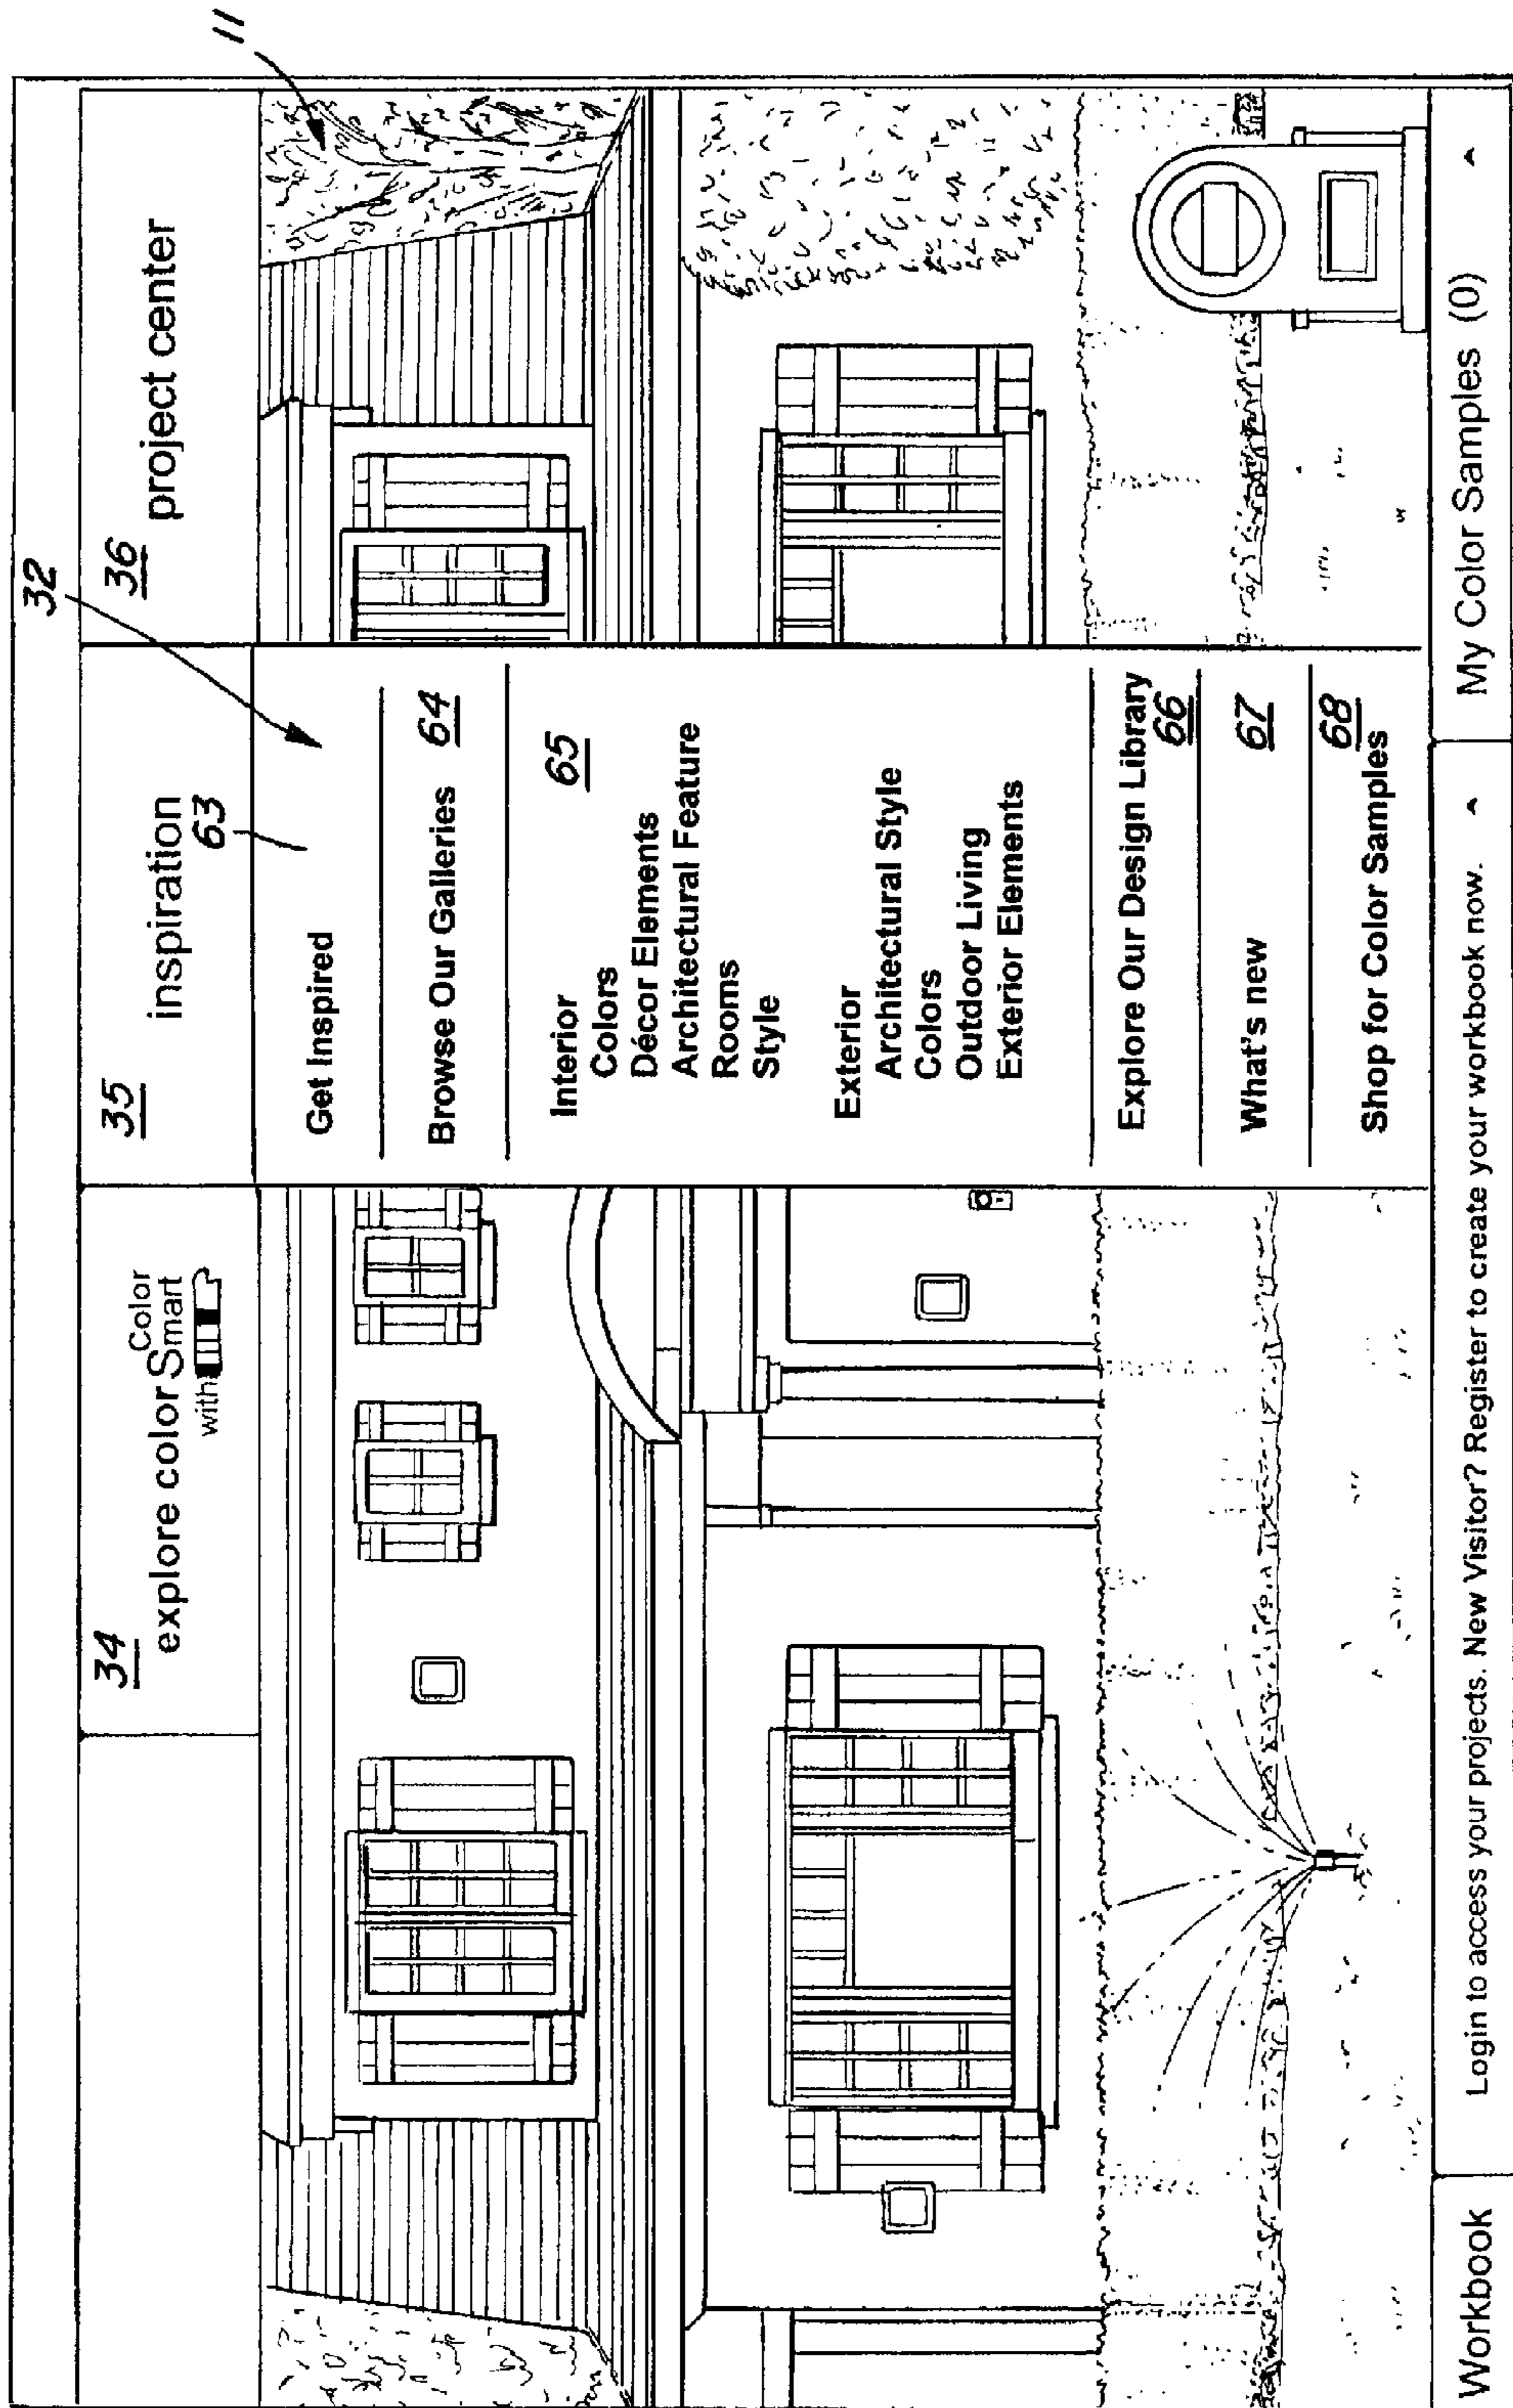 32
11
34
explore color
Color
Smart
with
35
inspiration
36
project center
63
Get Inspired
Browse Our Galleries 64
Interior 65
Colors
Décor Elements
Architectural Feature
Rooms
Style
Exterior
Architectural Style
Colors
Outdoor Living
Exterior Elements
Explore Our Design Library
66
What's new 67
68
Shop for Color Samples
Workbook
Login to access your projects. New Visitor? Register to create your workbook now. ^
My Color Samples (0) ^